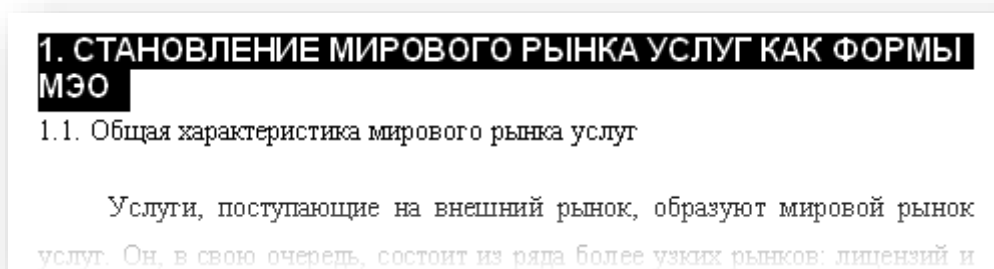 1. СТАНОВЛЕНИЕ МИРОВОГО РЫНКА УСЛУГ КАК ФОРМЫ
МЭО
1.1. Общая характеристика мирового рынка услуг
Услуги, поступающие на внешний рынок, образуют мировой рынок
услуг. Он, в свою очередь, состоит из ряда более узких рынков: лицензий и